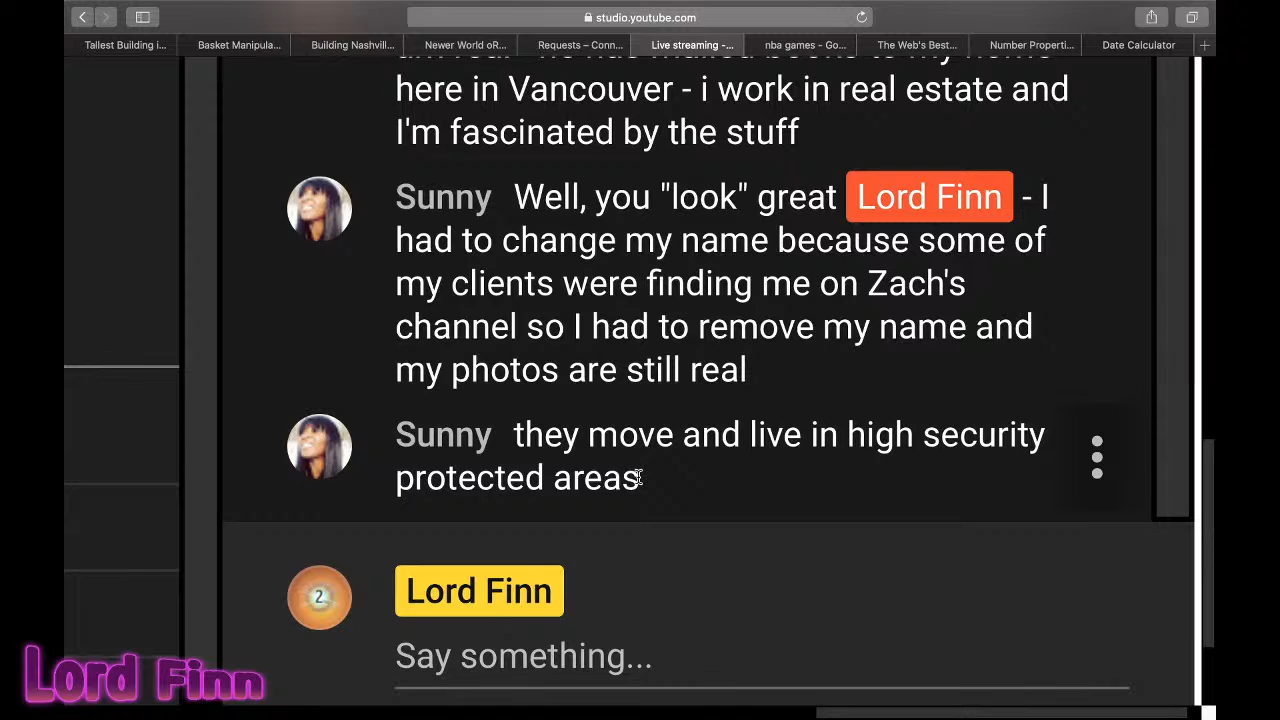 studio.youtube.com
Tallest Building i...
Basket Manipula...
Building Nashvill...
Newer World oR...
Requests – Conn...
Live streaming -...
nba games - Go...
The Web's Best...
Number Properti...
Date Calculator
here in Vancouver - i work in real estate and
I'm fascinated by the stuff
Sunny Well, you "look" great Lord Finn - I
had to change my name because some of
my clients were finding me on Zach's
channel so I had to remove my name and
my photos are still real
Sunny they move and live in high security
protected areas
2
Lord Finn
Say something...
Lord Finn